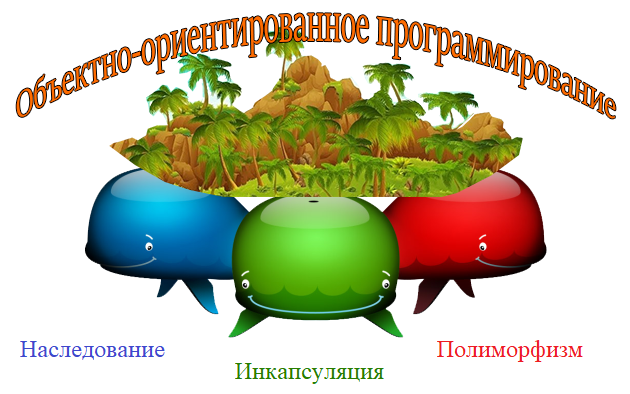 Объектно-ориентированное программирование
Наследование
Инкапсуляция
Полиморфизм